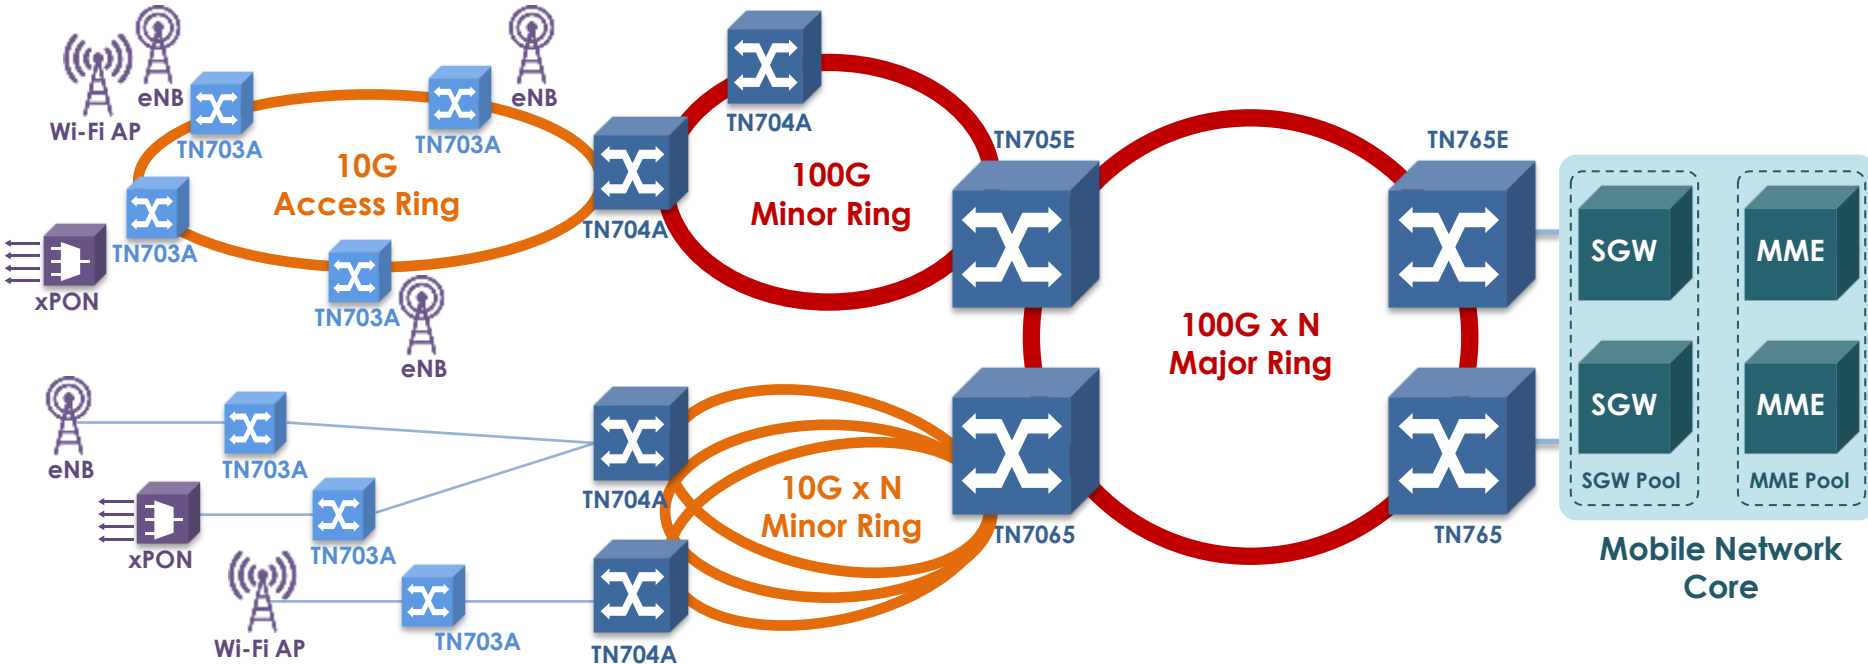 eNB
Wi-Fi AP
TN703A
eNB
TN703A
10G
Access Ring
TN703A
xPON
TN703A
eNB
TN704A
TN704A
100G
Minor Ring
TN705E
TN765E
100G x N
Major Ring
SGW
MME
SGW
MME
SGW Pool
MME Pool
Mobile Network
Core
eNB
TN703A
xPON
TN703A
Wi-Fi AP
TN703A
TN704A
TN704A
10G x N
Minor Ring
TN7065
TN765